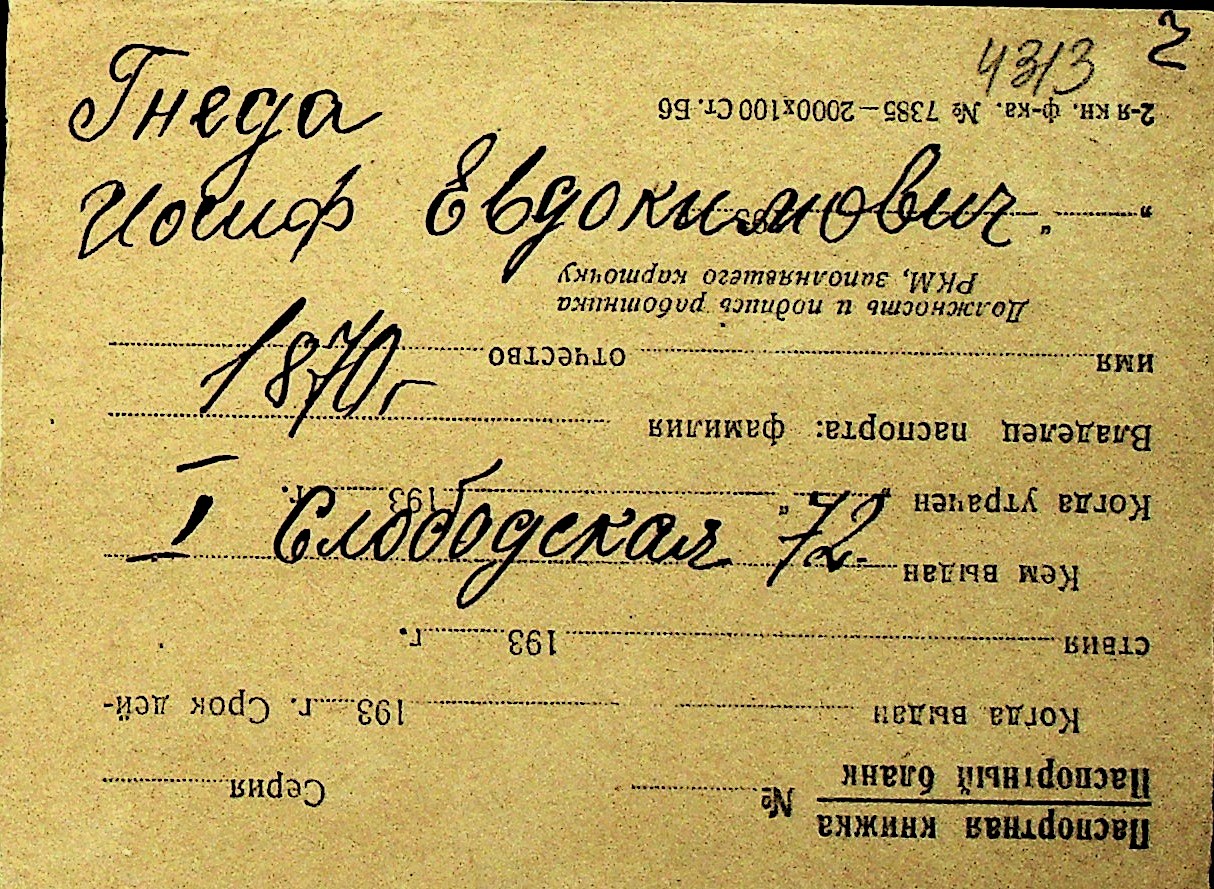 4313
2
Гнеда
Иосиф Евдокимович.
1870 г
I Слободская 72
Паспортная книжка
Паспортный бланк
№ Серия
Когда выдан 193 г. Срок дей-
ствия 193 г.
Кем выдан
Когда утрачен „ “ 193 г.
Владелец паспорта: фамилия
имя отчество
Должность и подпись работника
РКМ, заполнявшего карточку
„ “ 193
2-я кн. ф-ка. № 7385—2000х100 Ст. Б6